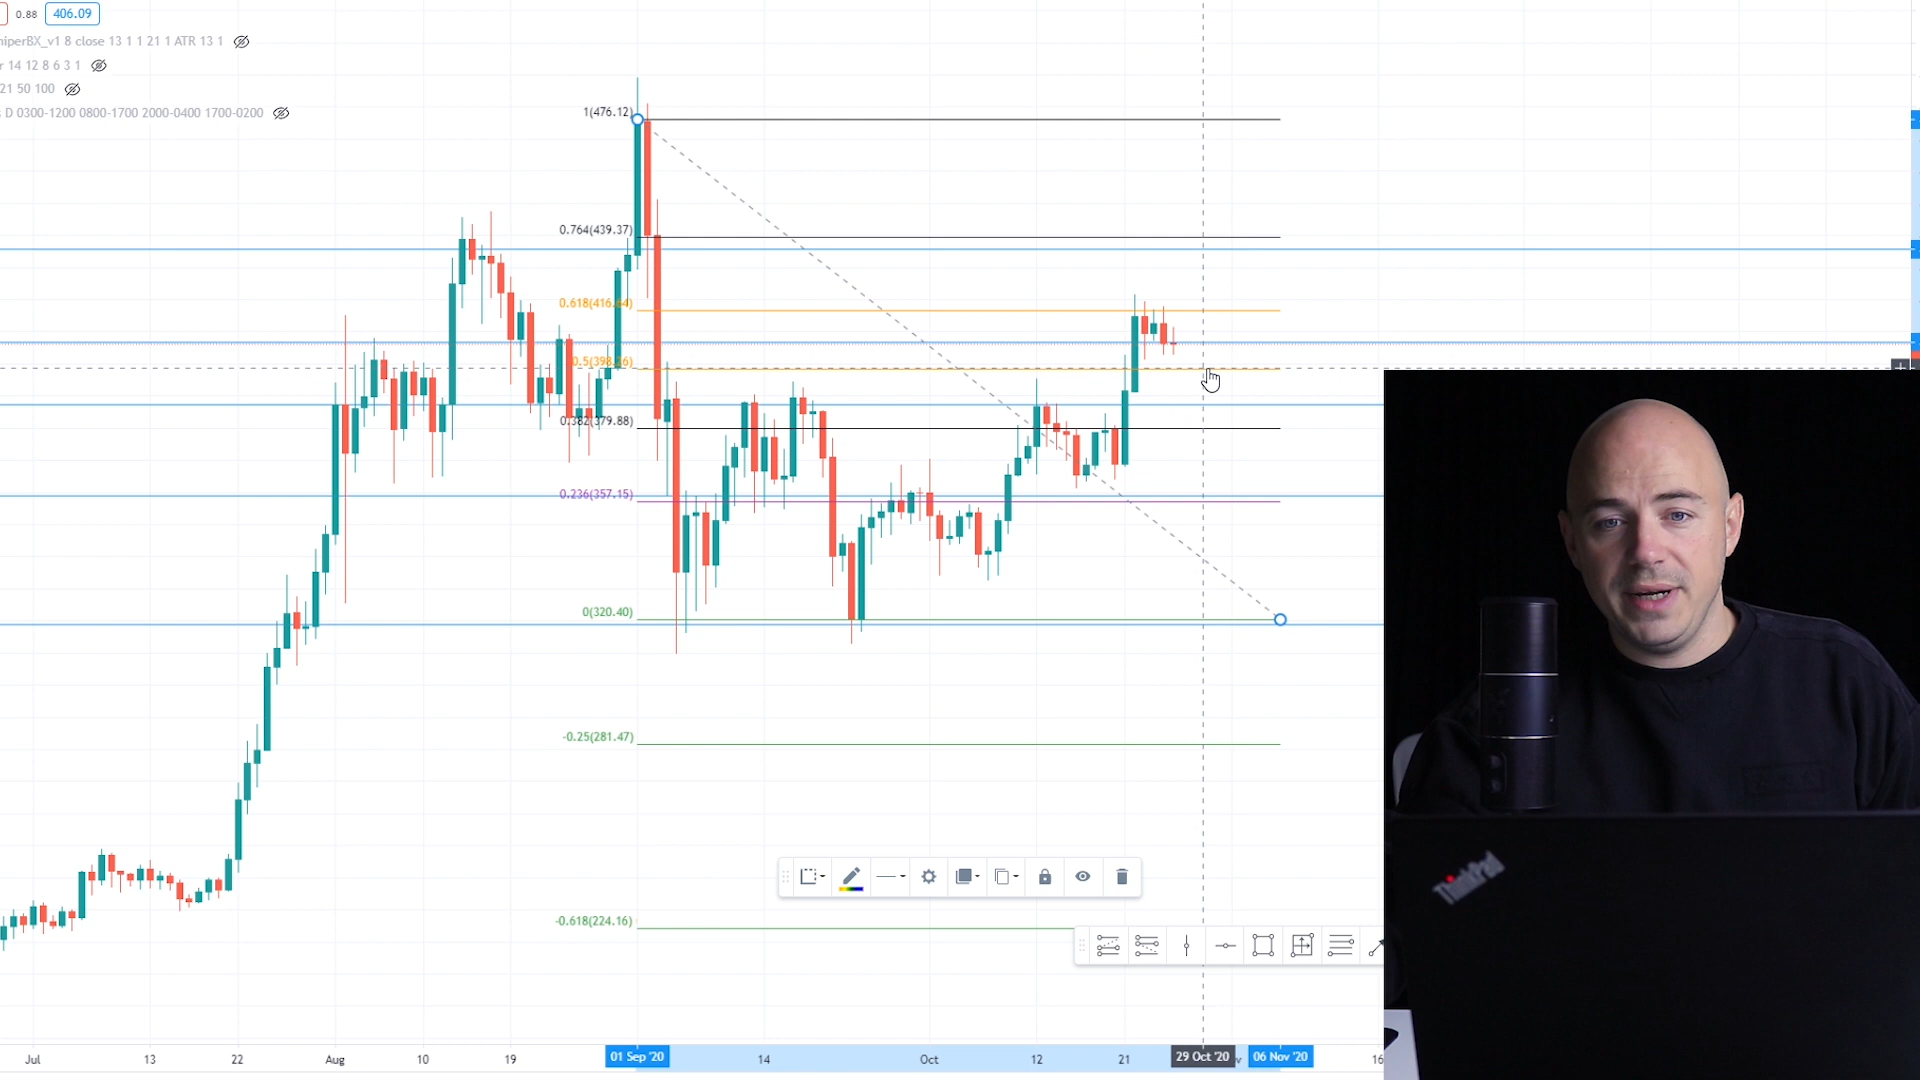 0.88 406.09
niperBX_v1 8 close 13 1 1 21 1 ATR 13 1
r 14 12 8 6 3 1
21 50 100
D 0300-1200 0800-1700 2000-0400 1700-0200
1(476.12)
0.764(439.37)
0.618(416.64)
0.5(398.26)
0.382(379.88)
0.236(357.15)
0(320.40)
-0.25(281.47)
-0.618(224.16)
ThinkPad
Jul 13 22 Aug 10 19 01 Sep '20 14 Oct 12 21 29 Oct '20 06 Nov '20 16